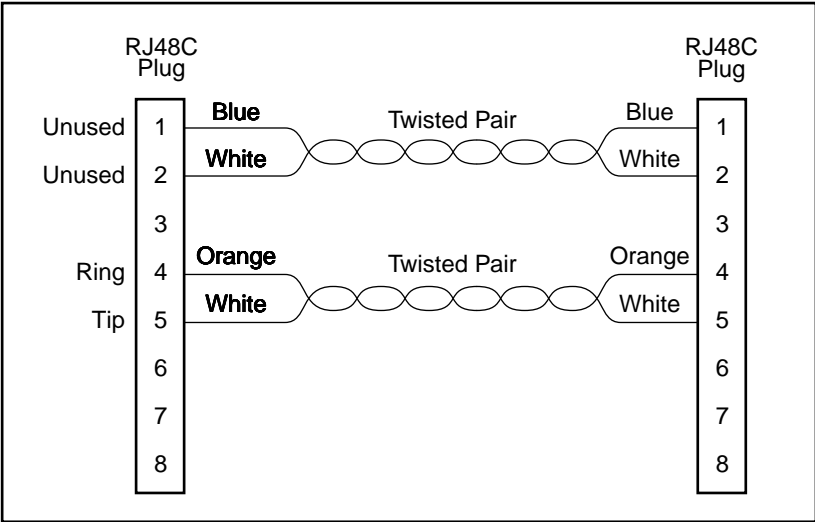 RJ48C
Plug
RJ48C
Plug
Unused 1 Blue Twisted Pair Blue 1
Unused 2 White White 2
3 3
Ring 4 Orange Twisted Pair Orange 4
Tip 5 White White 5
6 6
7 7
8 8